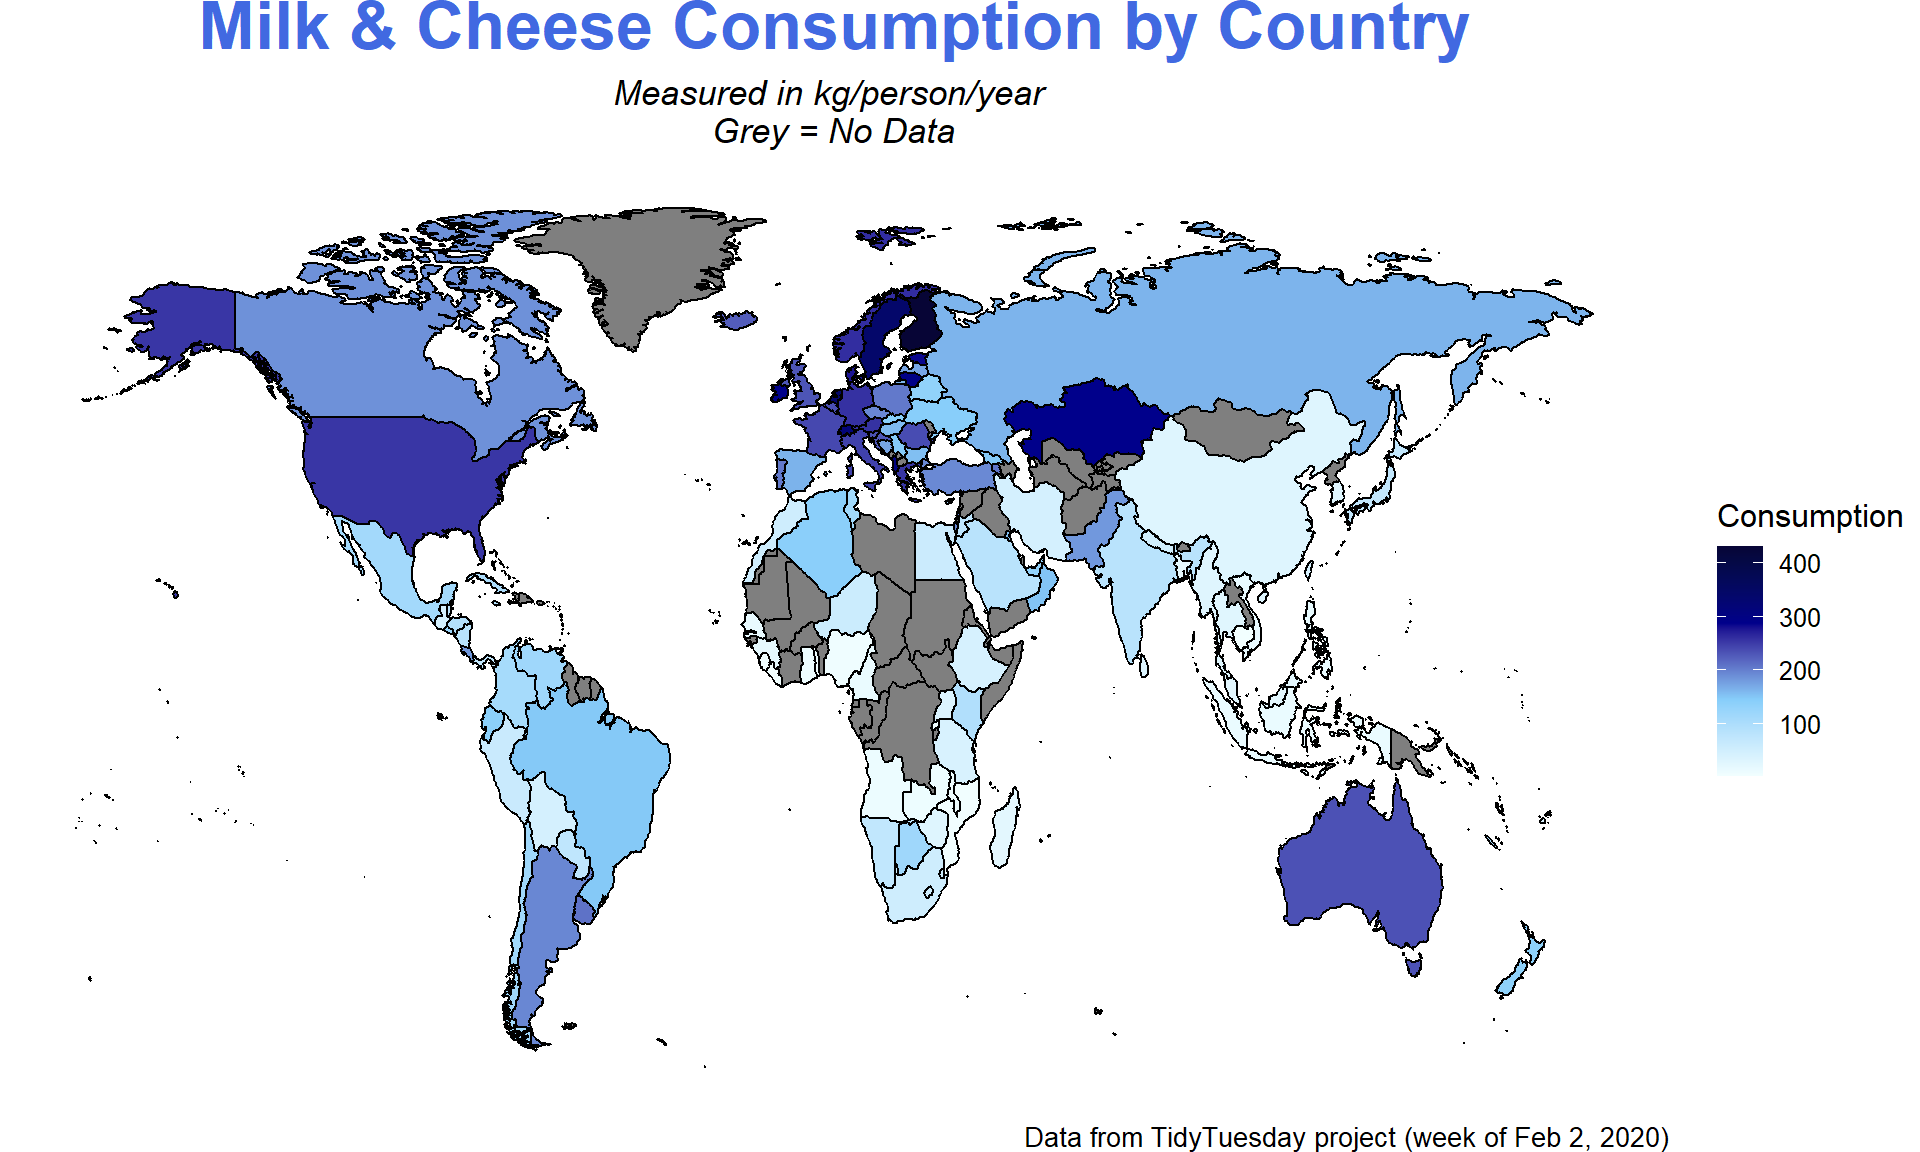 Milk & Cheese Consumption by Country
Measured in kg/person/year
Grey = No Data
Consumption
400
300
200
100
Data from TidyTuesday project (week of Feb 2, 2020)